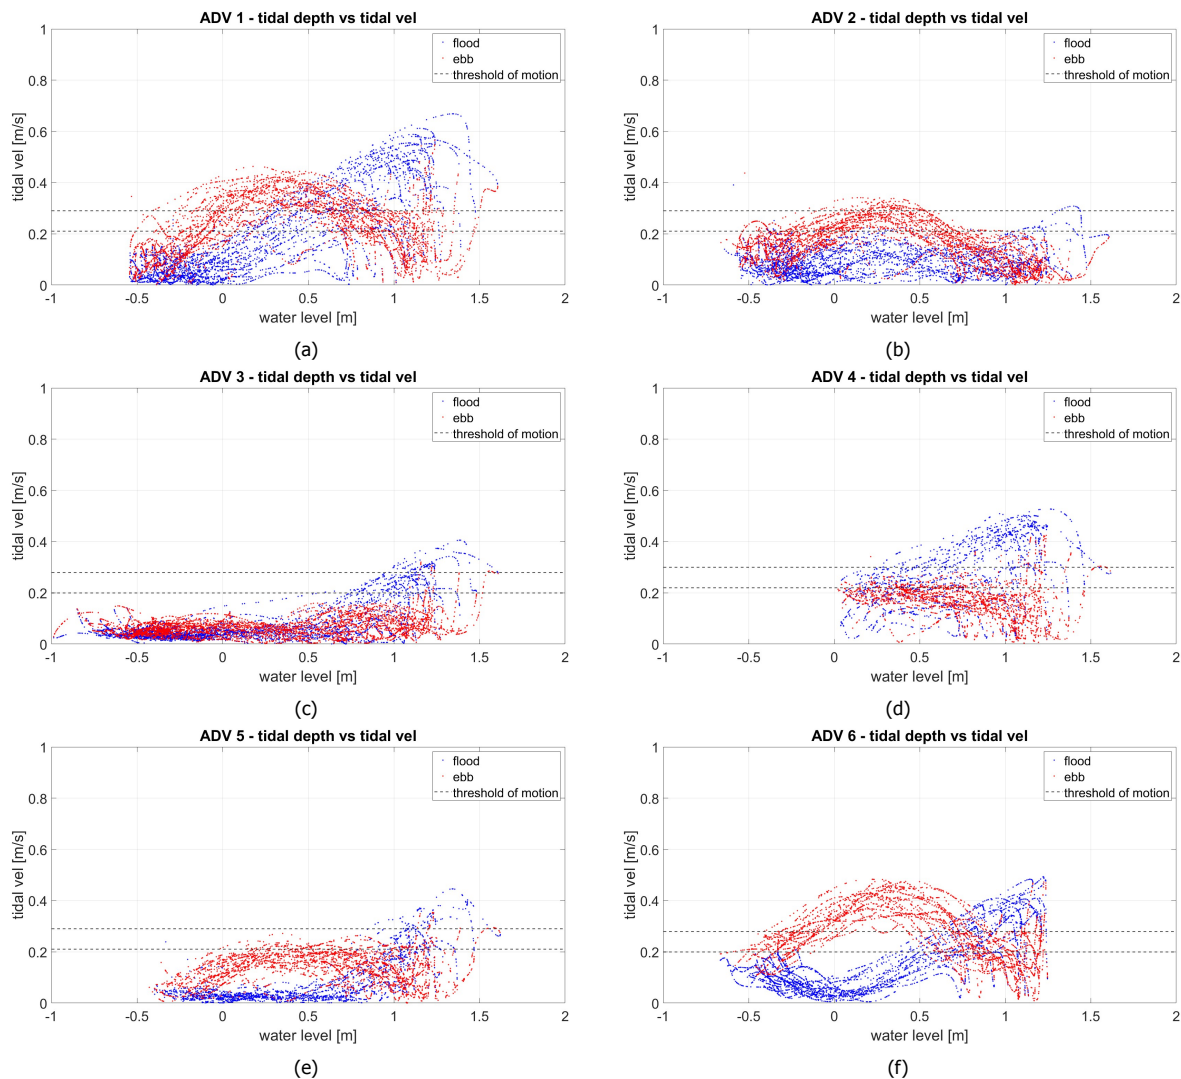 ADV 1 - tidal depth vs tidal vel
1
0.8
0.6
0.4
0.2
0
tidal vel [m/s]
flood
ebb
threshold of motion
-1
-0.5
0
0.5
1
1.5
2
water level [m]
(a)
ADV 2 - tidal depth vs tidal vel
1
0.8
0.6
0.4
0.2
0
tidal vel [m/s]
flood
ebb
threshold of motion
-1
-0.5
0
0.5
1
1.5
2
water level [m]
(b)
ADV 3 - tidal depth vs tidal vel
1
0.8
0.6
0.4
0.2
0
tidal vel [m/s]
flood
ebb
threshold of motion
-1
-0.5
0
0.5
1
1.5
2
water level [m]
(c)
ADV 4 - tidal depth vs tidal vel
1
0.8
0.6
0.4
0.2
0
tidal vel [m/s]
flood
ebb
threshold of motion
-1
-0.5
0
0.5
1
1.5
2
water level [m]
(d)
ADV 5 - tidal depth vs tidal vel
1
0.8
0.6
0.4
0.2
0
tidal vel [m/s]
flood
ebb
threshold of motion
-1
-0.5
0
0.5
1
1.5
2
water level [m]
(e)
ADV 6 - tidal depth vs tidal vel
1
0.8
0.6
0.4
0.2
0
tidal vel [m/s]
flood
ebb
threshold of motion
-1
-0.5
0
0.5
1
1.5
2
water level [m]
(f)